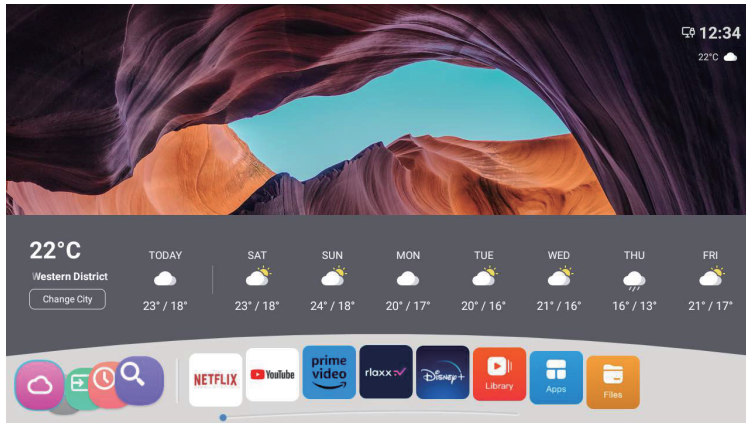 12:34
22°C
22°C
Western District
Change City
TODAY
23° / 18°
SAT
23° / 18°
SUN
24° / 18°
MON
20° / 17°
TUE
20° / 16°
WED
21° / 16°
THU
16° / 13°
FRI
21° / 17°
NETFLIX
YouTube
prime
video
rlaxx tv
Disney+
Library
Apps
Files